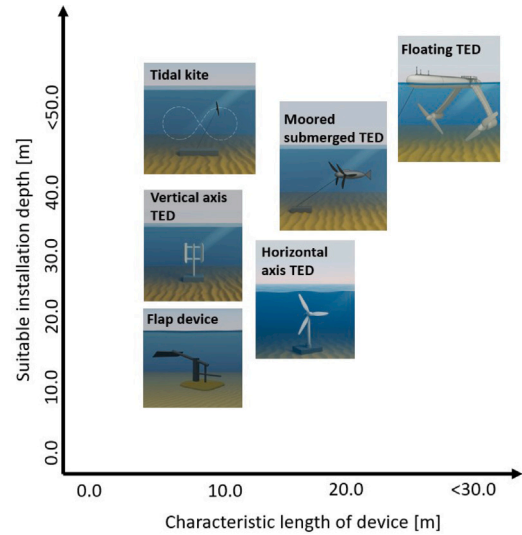 Floating TED
Tidal kite
Moored
submerged TED
Vertical axis
TED
Horizontal
axis TED
Flap device
Suitable installation depth [m]
<50.0
40.0
30.0
20.0
10.0
0.0
0.0
10.0
20.0
<30.0
Characteristic length of device [m]